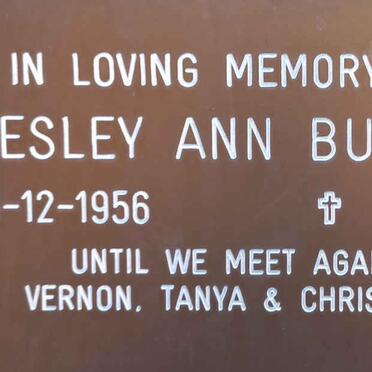 IN LOVING MEMORY
ESLEY ANN BU
-12-1956
UNTIL WE MEET AGA
VERNON, TANYA & CHRIS